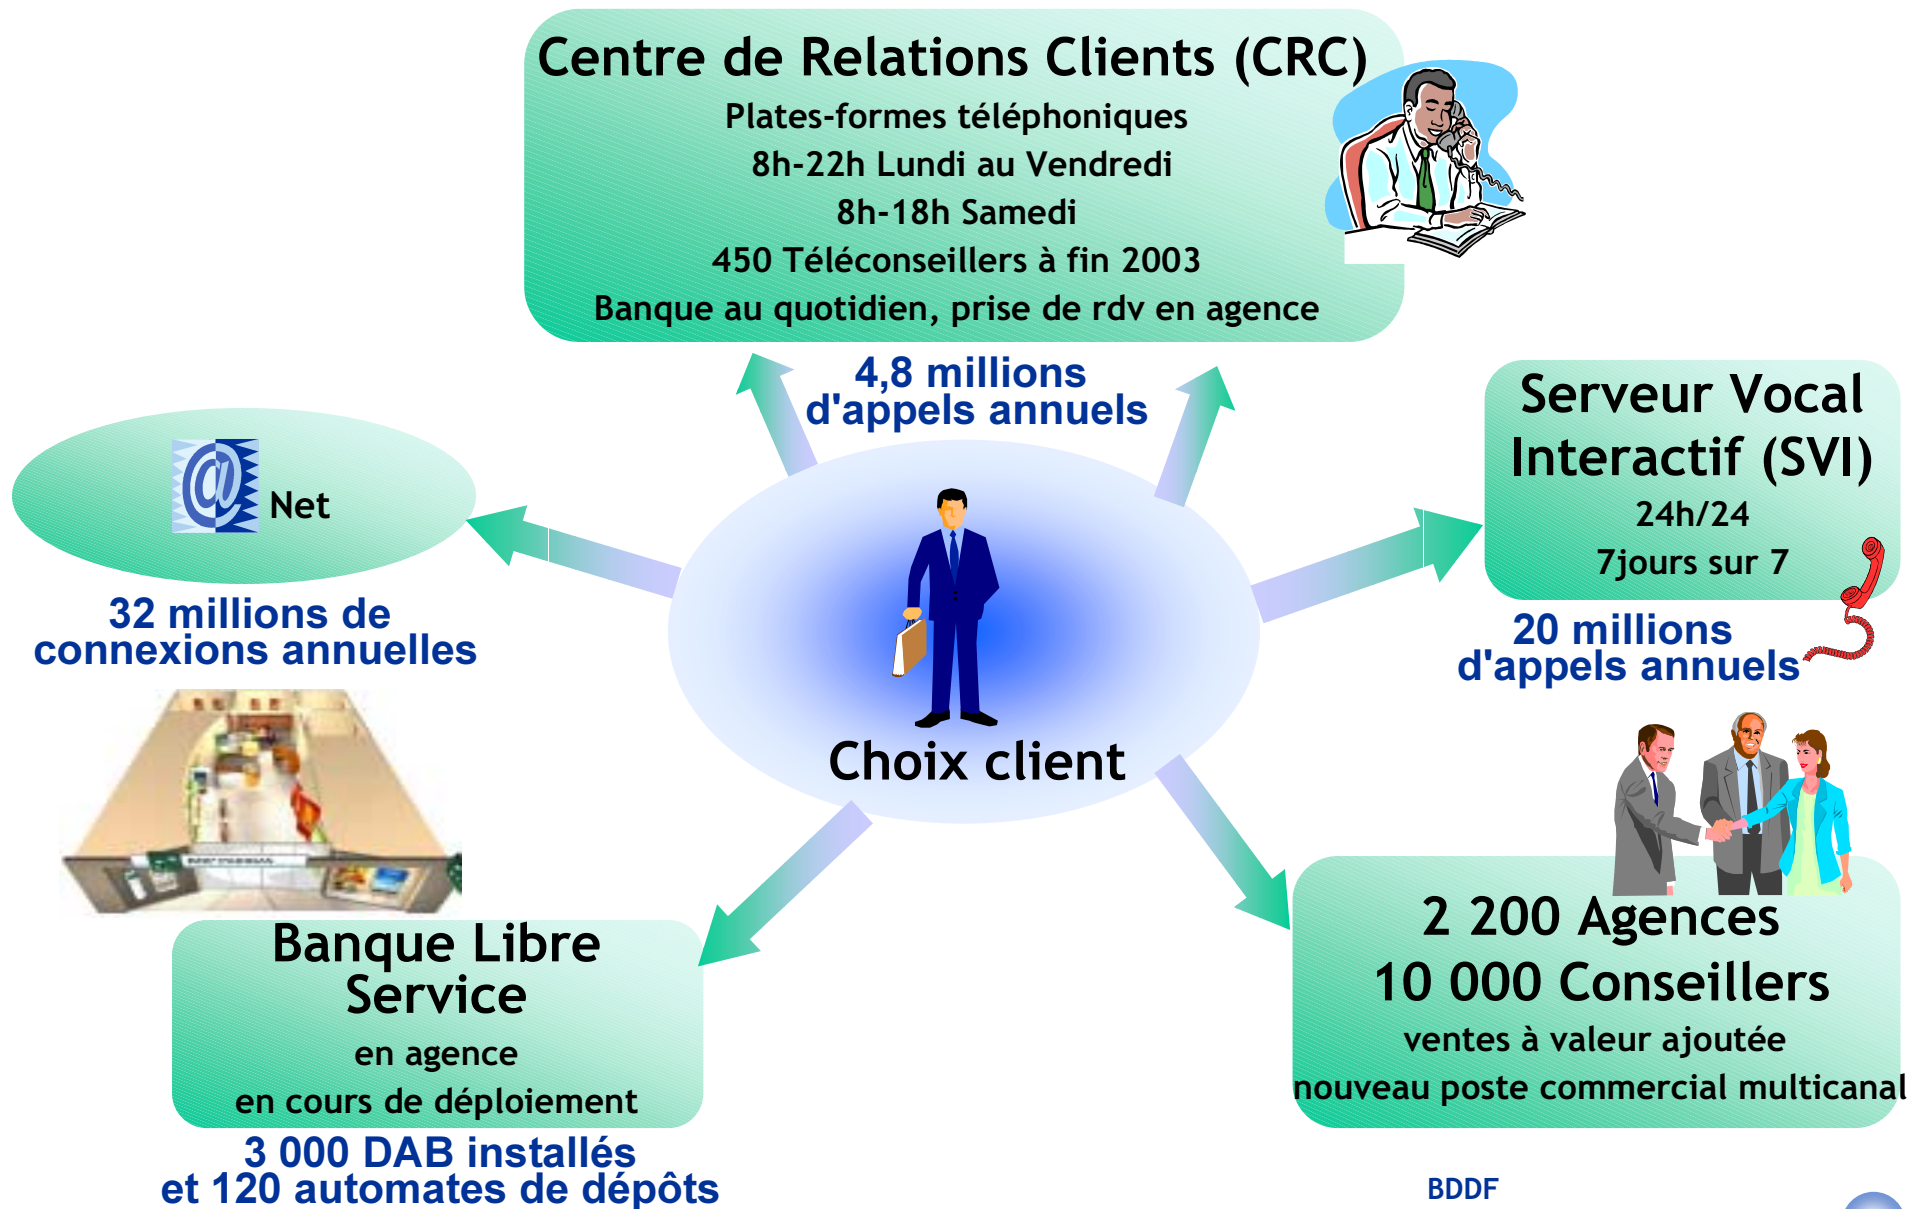 Centre de Relations Clients (CRC)
Plates-formes téléphoniques
8h-22h Lundi au Vendredi
8h-18h Samedi
450 Téléconseillers à fin 2003
Banque au quotidien, prise de rdv en agence
4,8 millions
d'appels annuels
@ Net
32 millions de
connexions annuelles
Serveur Vocal
Interactif (SVI)
24h/24
7jours sur 7
20 millions
d'appels annuels
Choix client
Banque Libre
Service
en agence
en cours de déploiement
3 000 DAB installés
et 120 automates de dépôts
2 200 Agences
10 000 Conseillers
ventes à valeur ajoutée
nouveau poste commercial multicanal
BDDF